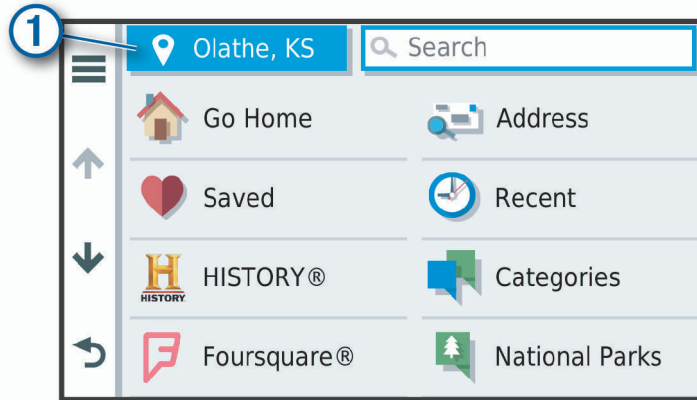 1
Olathe, KS
Search
Go Home
Address
Saved
Recent
H
HISTORY
HISTORY®
Categories
Foursquare®
National Parks